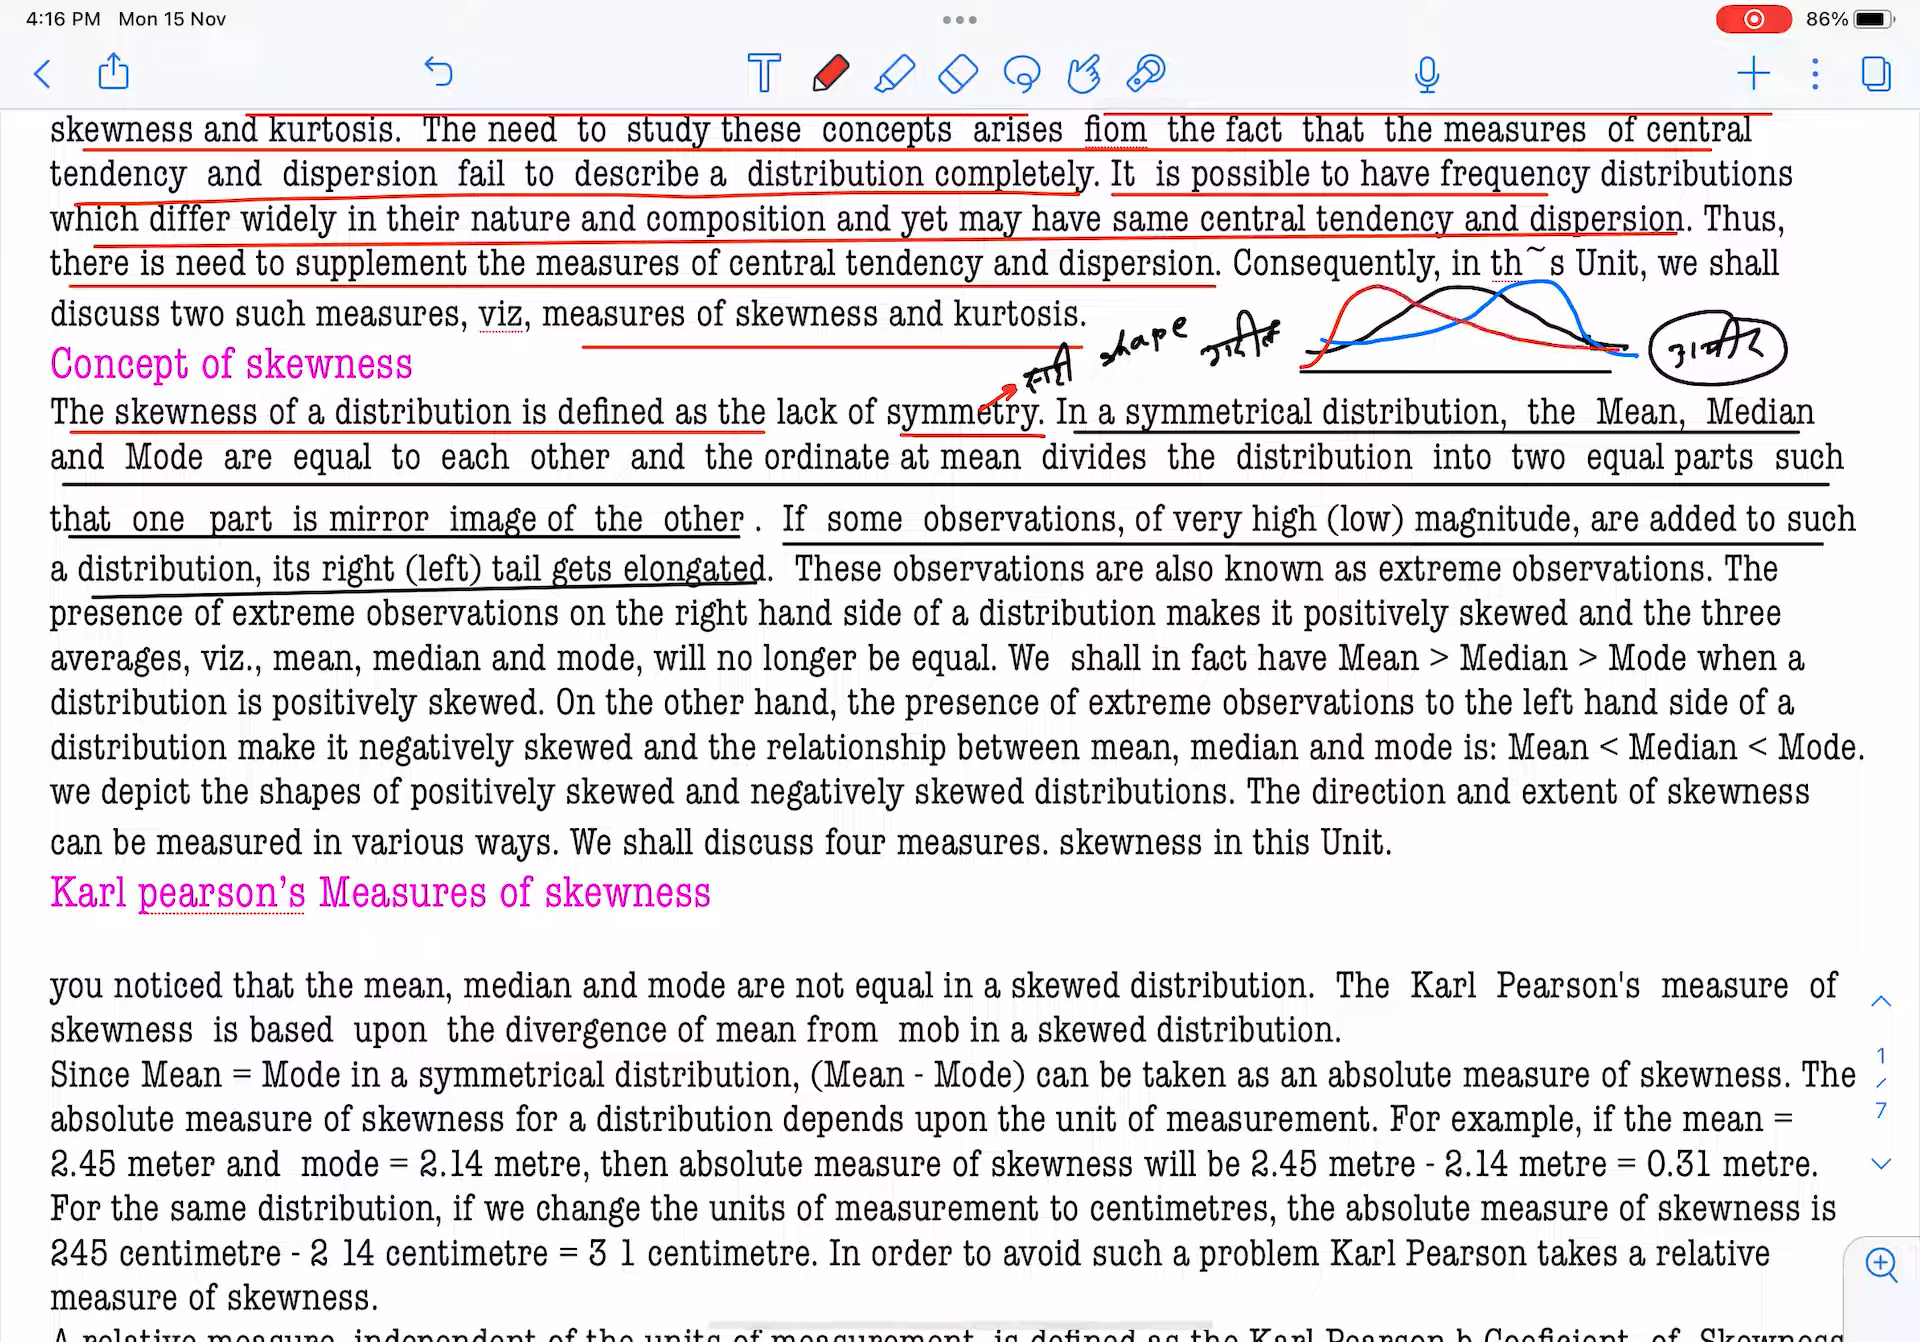 4:16 PM Mon 15 Nov
86%
skewness and kurtosis. The need to study these concepts arises fiom the fact that the measures of central
tendency and dispersion fail to describe a distribution completely. It is possible to have frequency distributions
which differ widely in their nature and composition and yet may have same central tendency and dispersion. Thus,
there is need to supplement the measures of central tendency and dispersion. Consequently, in th~s Unit, we shall
discuss two such measures, viz, measures of skewness and kurtosis.
shape
Concept of skewness
The skewness of a distribution is defined as the lack of symmetry. In a symmetrical distribution, the Mean, Median
and Mode are equal to each other and the ordinate at mean divides the distribution into two equal parts such
that one part is mirror image of the other . If some observations, of very high (low) magnitude, are added to such
a distribution, its right (left) tail gets elongated. These observations are also known as extreme observations. The
presence of extreme observations on the right hand side of a distribution makes it positively skewed and the three
averages, viz., mean, median and mode, will no longer be equal. We shall in fact have Mean > Median > Mode when a
distribution is positively skewed. On the other hand, the presence of extreme observations to the left hand side of a
distribution make it negatively skewed and the relationship between mean, median and mode is: Mean < Median < Mode.
we depict the shapes of positively skewed and negatively skewed distributions. The direction and extent of skewness
can be measured in various ways. We shall discuss four measures. skewness in this Unit.
Karl pearson's Measures of skewness
you noticed that the mean, median and mode are not equal in a skewed distribution. The Karl Pearson's measure of
skewness is based upon the divergence of mean from mob in a skewed distribution.
Since Mean = Mode in a symmetrical distribution, (Mean - Mode) can be taken as an absolute measure of skewness. The
absolute measure of skewness for a distribution depends upon the unit of measurement. For example, if the mean =
2.45 meter and mode = 2.14 metre, then absolute measure of skewness will be 2.45 metre - 2.14 metre = 0.31 metre.
For the same distribution, if we change the units of measurement to centimetres, the absolute measure of skewness is
245 centimetre - 2 14 centimetre = 3 1 centimetre. In order to avoid such a problem Karl Pearson takes a relative
measure of skewness.
A relative measure, independent of the units of measurement, is defined as the Karl Pearson b Coeficient of Skewness
1
/
7